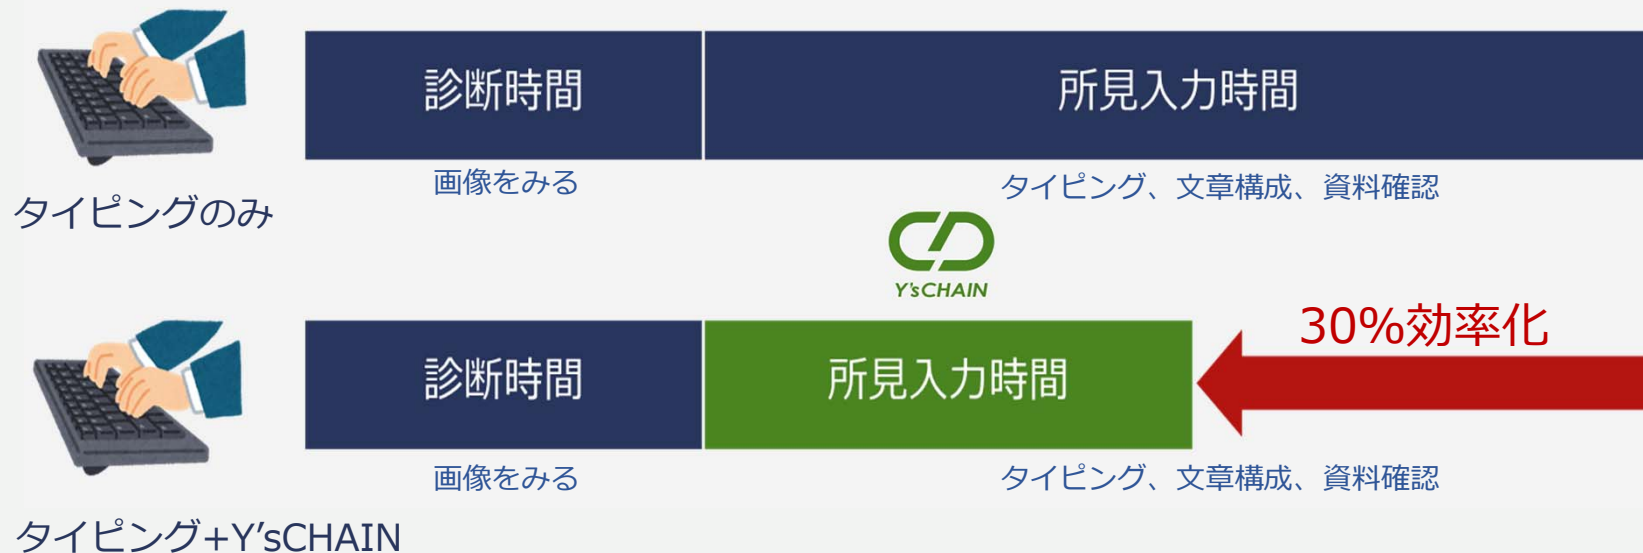 診断時間
所見入力時間
画像をみる
タイピング、文章構成、資料確認
タイピングのみ
Y'sCHAIN
30%効率化
診断時間
所見入力時間
画像をみる
タイピング、文章構成、資料確認
タイピング+Y’sCHAIN